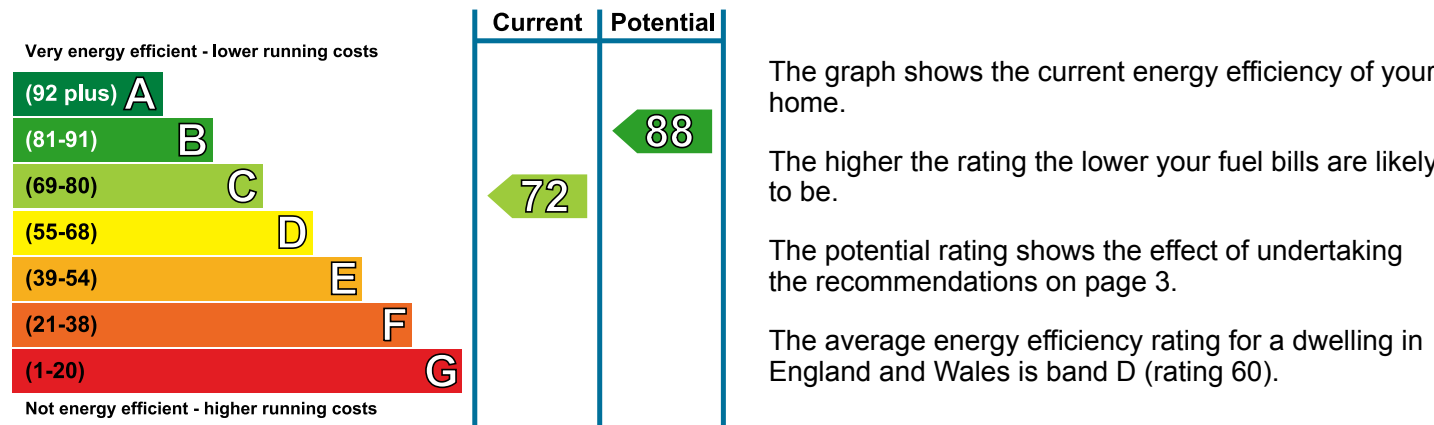 Current Potential
Very energy efficient - lower running costs
(92 plus) A
(81-91) B
(69-80) C
(55-68) D
(39-54) E
(21-38) F
(1-20) G
Not energy efficient - higher running costs
88
72
The graph shows the current energy efficiency of your
home.
The higher the rating the lower your fuel bills are likely
to be.
The potential rating shows the effect of undertaking
the recommendations on page 3.
The average energy efficiency rating for a dwelling in
England and Wales is band D (rating 60).